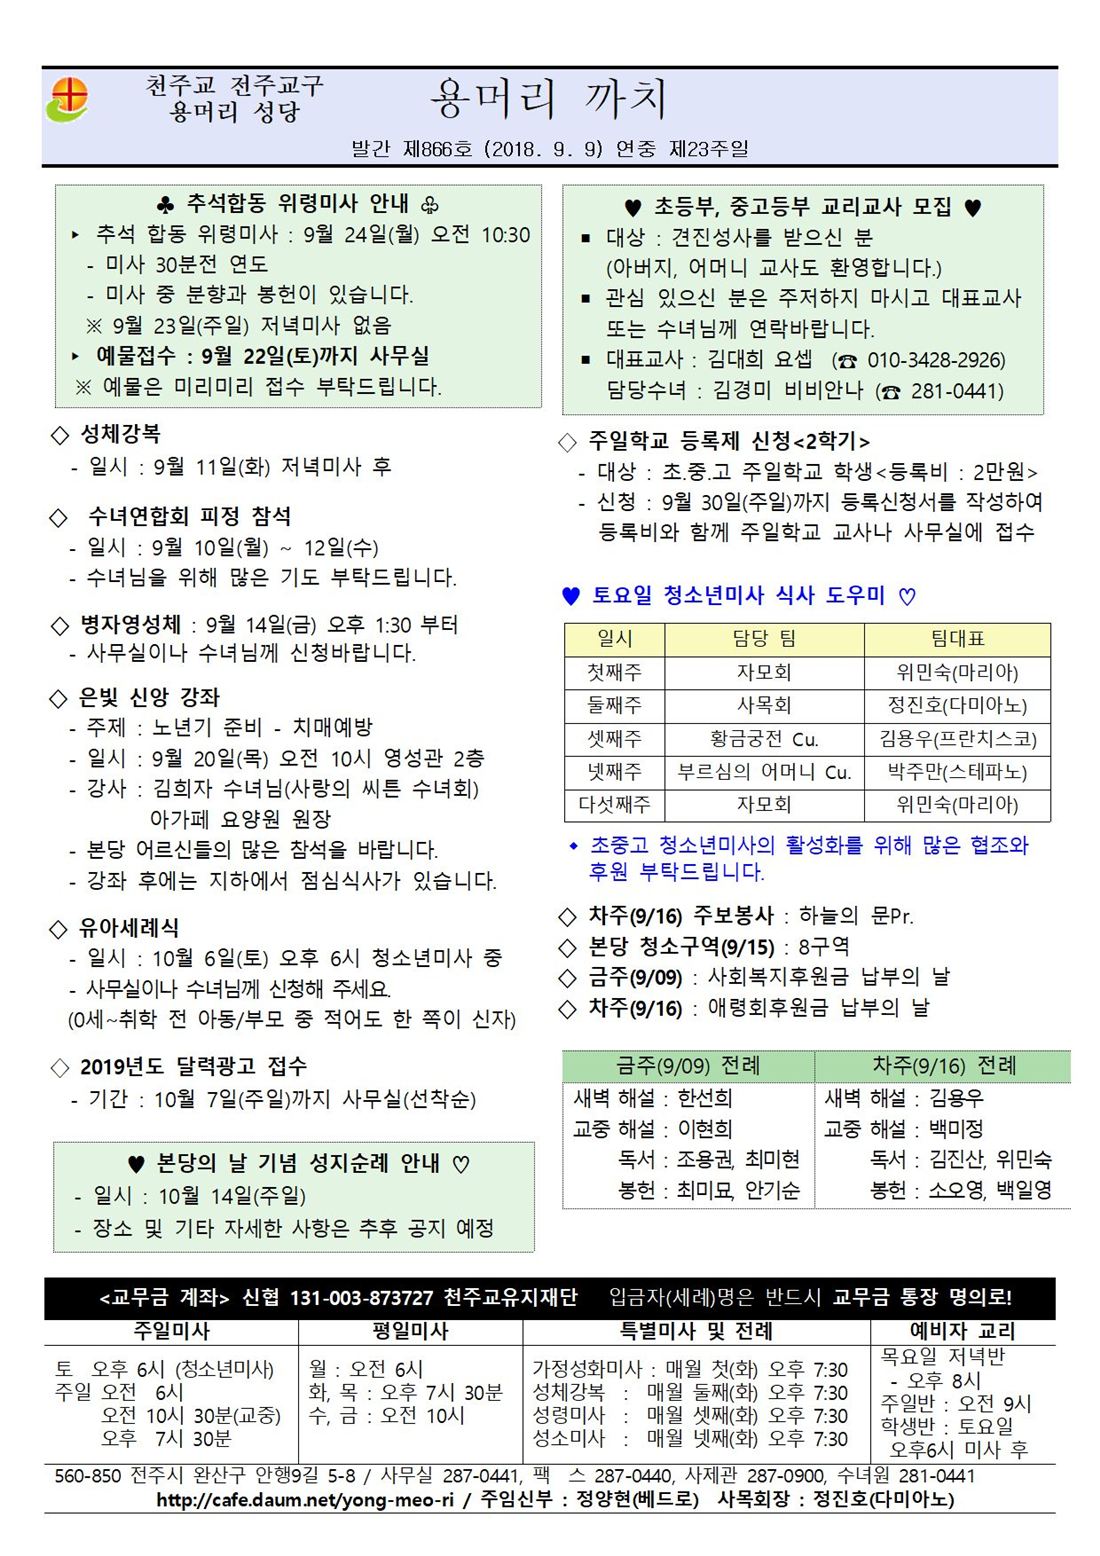 천주교 전주교구
용머리 성당
용머리 까치
발간 제866호 (2018. 9. 9) 연중 제23주일
♣ 추석합동 위령미사 안내 ♧
▸ 추석 합동 위령미사 : 9월 24일(월) 오전 10:30
- 미사 30분전 연도
- 미사 중 분향과 봉헌이 있습니다.
※ 9월 23일(주일) 저녁미사 없음
▸ 예물접수 : 9월 22일(토)까지 사무실
※ 예물은 미리미리 접수 부탁드립니다.
◇ 성체강복
- 일시 : 9월 11일(화) 저녁미사 후
◇ 수녀연합회 피정 참석
- 일시 : 9월 10일(월) ~ 12일(수)
- 수녀님을 위해 많은 기도 부탁드립니다.
◇ 병자영성체 : 9월 14일(금) 오후 1:30 부터
- 사무실이나 수녀님께 신청바랍니다.
◇ 은빛 신앙 강좌
- 주제 : 노년기 준비 - 치매예방
- 일시 : 9월 20일(목) 오전 10시 영성관 2층
- 강사 : 김희자 수녀님(사랑의 씨튼 수녀회)
아가페 요양원 원장
- 본당 어르신들의 많은 참석을 바랍니다.
- 강좌 후에는 지하에서 점심식사가 있습니다.
◇ 유아세례식
- 일시 : 10월 6일(토) 오후 6시 청소년미사 중
- 사무실이나 수녀님께 신청해 주세요.
(0세~취학 전 아동/부모 중 적어도 한 쪽이 신자)
◇ 2019년도 달력광고 접수
- 기간 : 10월 7일(주일)까지 사무실(선착순)
♥ 본당의 날 기념 성지순례 안내 ♡
- 일시 : 10월 14일(주일)
- 장소 및 기타 자세한 사항은 추후 공지 예정
♥ 초등부, 중고등부 교리교사 모집 ♥
▪ 대상 : 견진성사를 받으신 분
(아버지, 어머니 교사도 환영합니다.)
▪ 관심 있으신 분은 주저하지 마시고 대표교사
또는 수녀님께 연락바랍니다.
▪ 대표교사 : 김대희 요셉 (☎ 010-3428-2926)
담당수녀 : 김경미 비비안나 (☎ 281-0441)
◇ 주일학교 등록제 신청<2학기>
- 대상 : 초.중.고 주일학교 학생<등록비 : 2만원>
- 신청 : 9월 30일(주일)까지 등록신청서를 작성하여
등록비와 함께 주일학교 교사나 사무실에 접수
♥ 토요일 청소년미사 식사 도우미 ♡
일시 담당 팀 팀대표
첫째주 자모회 위민숙(마리아)
둘째주 사목회 정진호(다미아노)
셋째주 황금궁전 Cu. 김용우(프란치스코)
넷째주 부르심의 어머니 Cu. 박주만(스테파노)
다섯째주 자모회 위민숙(마리아)
◆ 초중고 청소년미사의 활성화를 위해 많은 협조와
후원 부탁드립니다.
◇ 차주(9/16) 주보봉사 : 하늘의 문Pr.
◇ 본당 청소구역(9/15) : 8구역
◇ 금주(9/09) : 사회복지후원금 납부의 날
◇ 차주(9/16) : 애령회후원금 납부의 날
금주(9/09) 전례 차주(9/16) 전례
새벽 해설 : 한선희 새벽 해설 : 김용우
교중 해설 : 이현희 교중 해설 : 백미정
독서 : 조용권, 최미현 독서 : 김진산, 위민숙
봉헌 : 최미묘, 안기순 봉헌 : 소오영, 백일영
<교무금 계좌> 신협 131-003-873727 천주교유지재단 입금자(세례)명은 반드시 교무금 통장 명의로!
주일미사 평일미사 특별미사 및 전례 예비자 교리
토 오후 6시 (청소년미사)
주일 오전 6시
오전 10시 30분(교중)
오후 7시 30분
월 : 오전 6시
화, 목 : 오후 7시 30분
수, 금 : 오전 10시
가정성화미사 : 매월 첫(화) 오후 7:30
성체강복 : 매월 둘째(화) 오후 7:30
성령미사 : 매월 셋째(화) 오후 7:30
성소미사 : 매월 넷째(화) 오후 7:30
목요일 저녁반
- 오후 8시
주일반 : 오전 9시
학생반 : 토요일
오후6시 미사 후
560-850 전주시 완산구 안행9길 5-8 / 사무실 287-0441, 팩 스 287-0440, 사제관 287-0900, 수녀원 281-0441
http://cafe.daum.net/yong-meo-ri / 주임신부 : 정양현(베드로) 사목회장 : 정진호(다미아노)